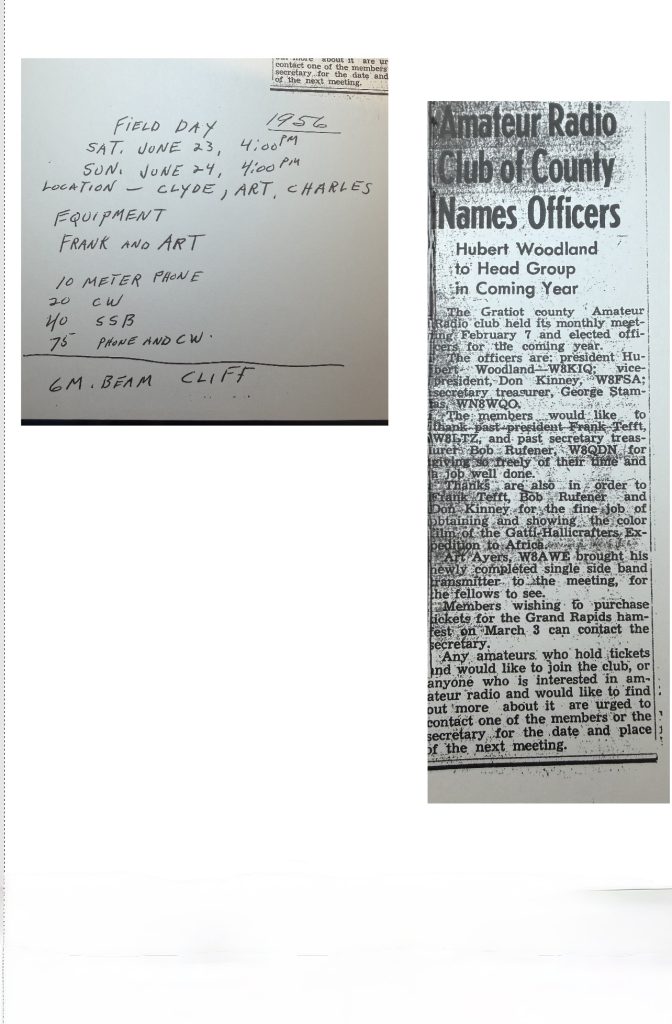 out more about it are ur
contact one of the members
secretary for the date and
of the next meeting.
FIELD DAY 1956
SAT. JUNE 23, 4:00 PM
SUN. JUNE 24, 4:00 PM
LOCATION – CLYDE, ART, CHARLES
EQUIPMENT
FRANK AND ART
10 METER PHONE
20 CW
40 SSB
75 PHONE AND CW.
6M. BEAM CLIFF
Amateur Radio
Club of County
Names Officers
Hubert Woodland
to Head Group
in Coming Year
The Gratiot county Amateur
Radio club held its monthly meet-
ing February 7 and elected offi-
cers for the coming year.
The officers are: president Hu-
bert Woodland—W8KIQ; vice-
president, Don Kinney, W8FSA;
secretary treasurer, George Stam-
as, WN8WQO.
The members would like to
thank past president Frank Tefft,
W8LTZ, and past secretary treas-
urer Bob Rufener, W8QDN for
giving so freely of their time and
a job well done.
Thanks are also in order to
Frank Tefft, Bob Rufener and
Don Kinney for the fine job of
obtaining and showing the color
film of the Gatti-Hallicrafters Ex-
pedition to Africa.
Art Ayers, W8AWE brought his
newly completed single side band
transmitter to the meeting, for
the fellows to see.
Members wishing to purchase
tickets for the Grand Rapids ham-
fest on March 3 can contact the
secretary.
Any amateurs who hold tickets
and would like to join the club, or
anyone who is interested in am-
ateur radio and would like to find
out more about it are urged to
contact one of the members or the
secretary for the date and place
of the next meeting.